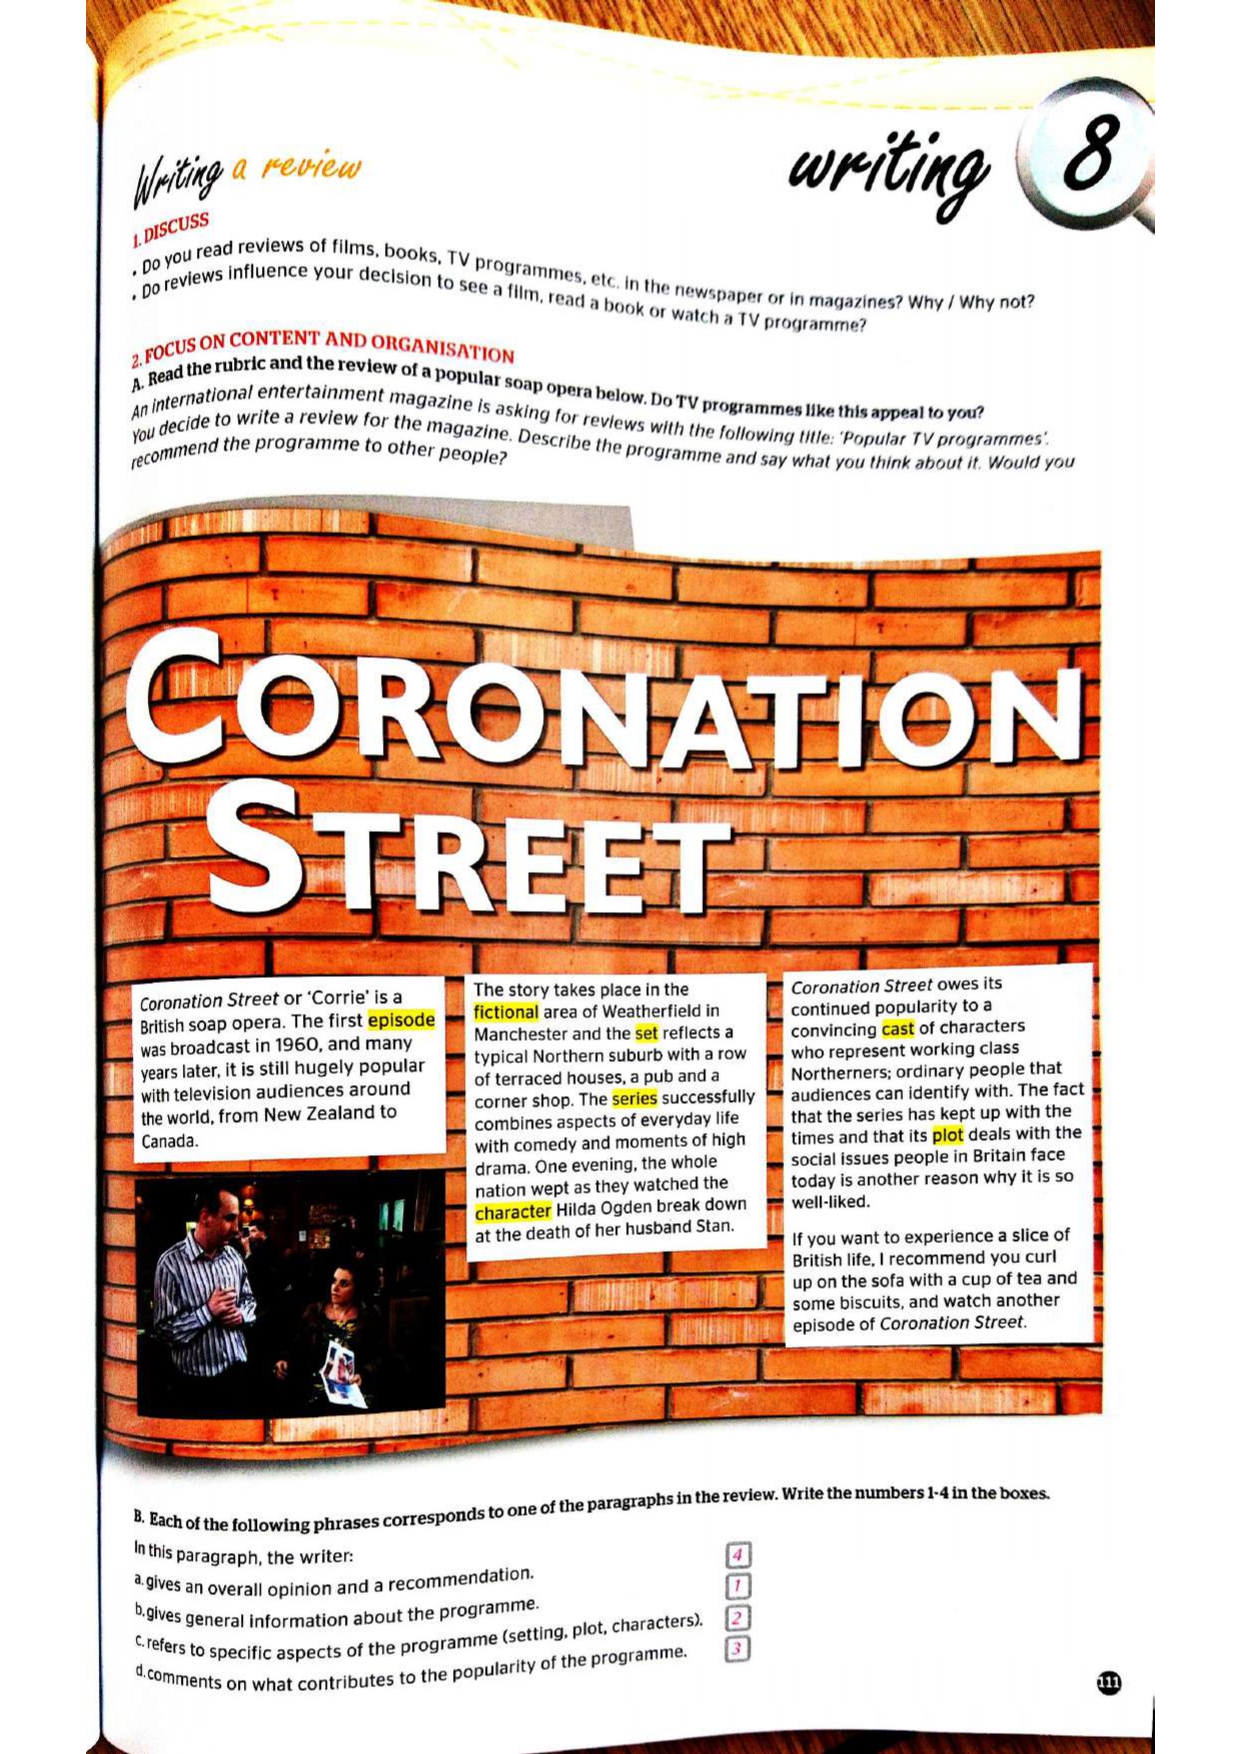 Writing a review
writing 8
1. DISCUSS
• Do you read reviews of films, books, TV programmes, etc. in the newspaper or in magazines? Why / Why not?
• Do reviews influence your decision to see a film, read a book or watch a TV programme?
2. FOCUS ON CONTENT AND ORGANISATION
A. Read the rubric and the review of a popular soap opera below. Do TV programmes like this appeal to you?
An international entertainment magazine is asking for reviews with the following title: 'Popular TV programmes'.
You decide to write a review for the magazine. Describe the programme and say what you think about it. Would you
recommend the programme to other people?
CORONATION
STREET
Coronation Street or 'Corrie' is a
British soap opera. The first episode
was broadcast in 1960, and many
years later, it is still hugely popular
with television audiences around
the world, from New Zealand to
Canada.
The story takes place in the
fictional area of Weatherfield in
Manchester and the set reflects a
typical Northern suburb with a row
of terraced houses, a pub and a
corner shop. The series successfully
combines aspects of everyday life
with comedy and moments of high
drama. One evening, the whole
nation wept as they watched the
character Hilda Ogden break down
at the death of her husband Stan.
Coronation Street owes its
continued popularity to a
convincing cast of characters
who represent working class
Northerners; ordinary people that
audiences can identify with. The fact
that the series has kept up with the
times and that its plot deals with the
social issues people in Britain face
today is another reason why it is so
well-liked.
If you want to experience a slice of
British life, I recommend you curl
up on the sofa with a cup of tea and
some biscuits, and watch another
episode of Coronation Street.
B. Each of the following phrases corresponds to one of the paragraphs in the review. Write the numbers 1-4 in the boxes.
In this paragraph, the writer:
a. gives an overall opinion and a recommendation. 4
b. gives general information about the programme. 1
c. refers to specific aspects of the programme (setting, plot, characters). 2
d. comments on what contributes to the popularity of the programme. 3
111